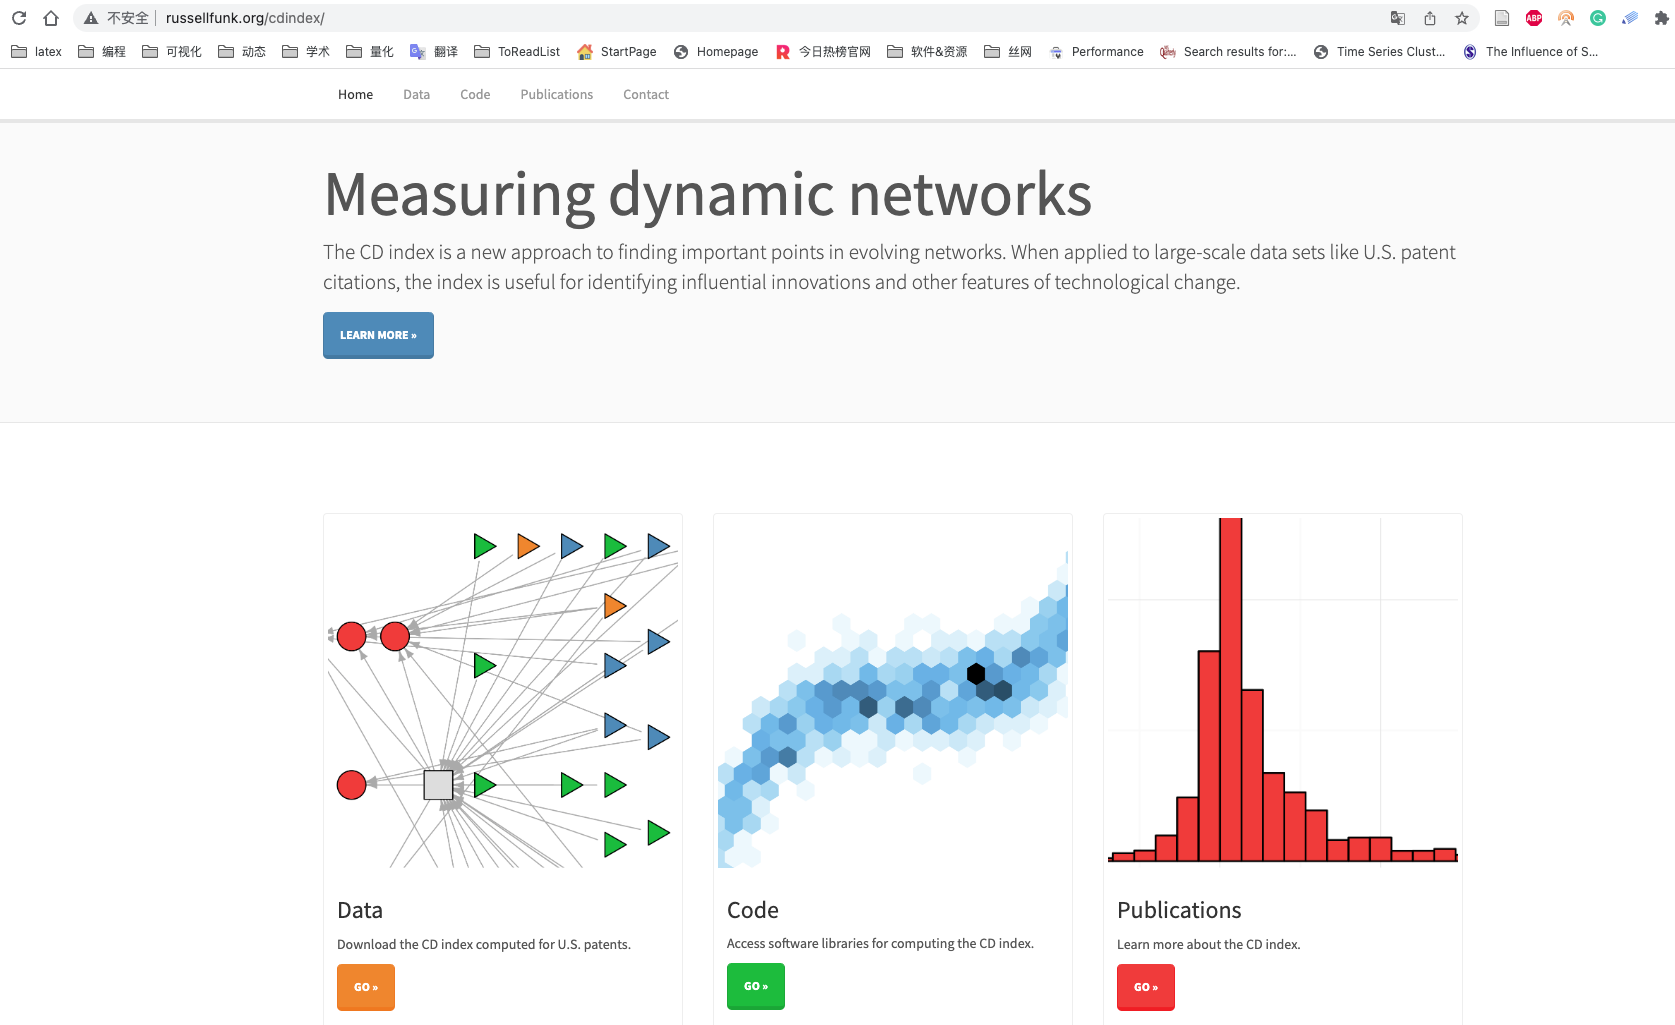 不安全 russellfunk.org/cdindex/
latex 编程 可视化 动态 学术 量化 翻译 ToReadList StartPage Homepage 今日热榜官网 软件&资源 丝网 Performance Search results for:... Time Series Clust... The Influence of S...
Home Data Code Publications Contact
Measuring dynamic networks
The CD index is a new approach to finding important points in evolving networks. When applied to large-scale data sets like U.S. patent
citations, the index is useful for identifying influential innovations and other features of technological change.
LEARN MORE »
Data
Download the CD index computed for U.S. patents.
GO »
Code
Access software libraries for computing the CD index.
GO »
Publications
Learn more about the CD index.
GO »